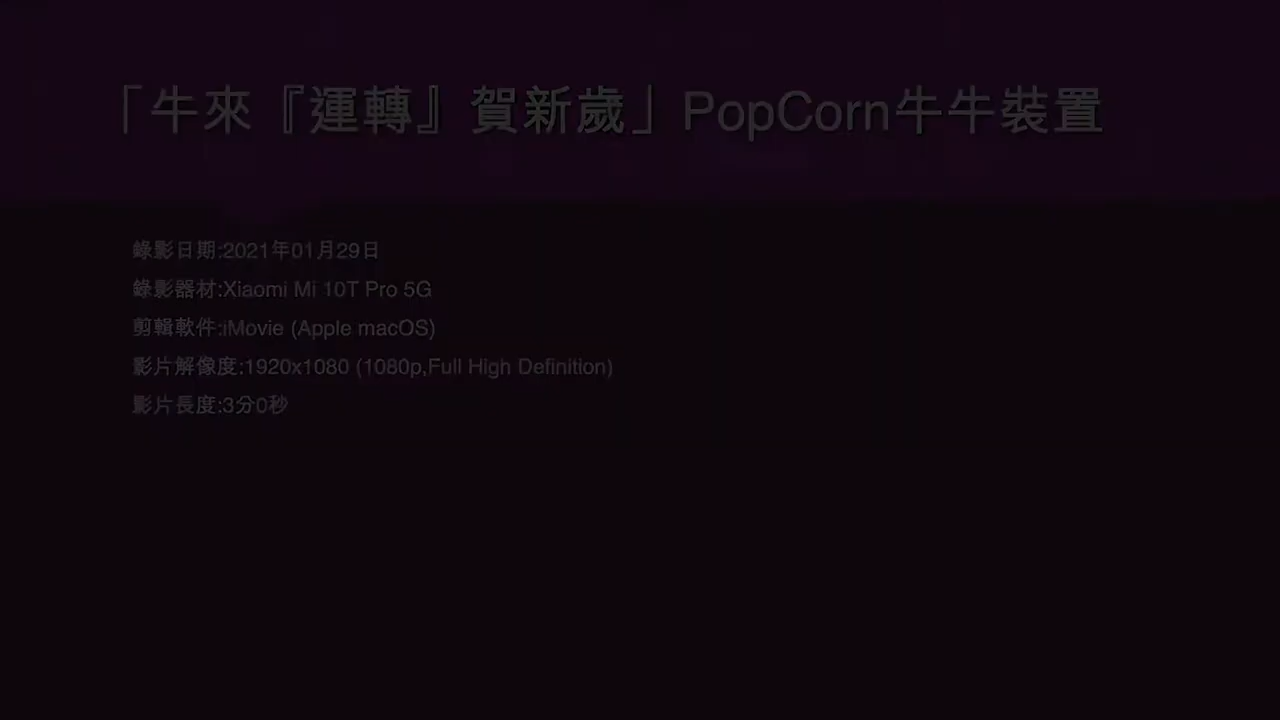 「牛來『運轉』賀新歲」PopCorn牛牛裝置
錄影日期:2021年01月29日
錄影器材:Xiaomi Mi 10T Pro 5G
剪輯軟件:iMovie (Apple macOS)
影片解像度:1920x1080 (1080p,Full High Definition)
影片長度:3分0秒